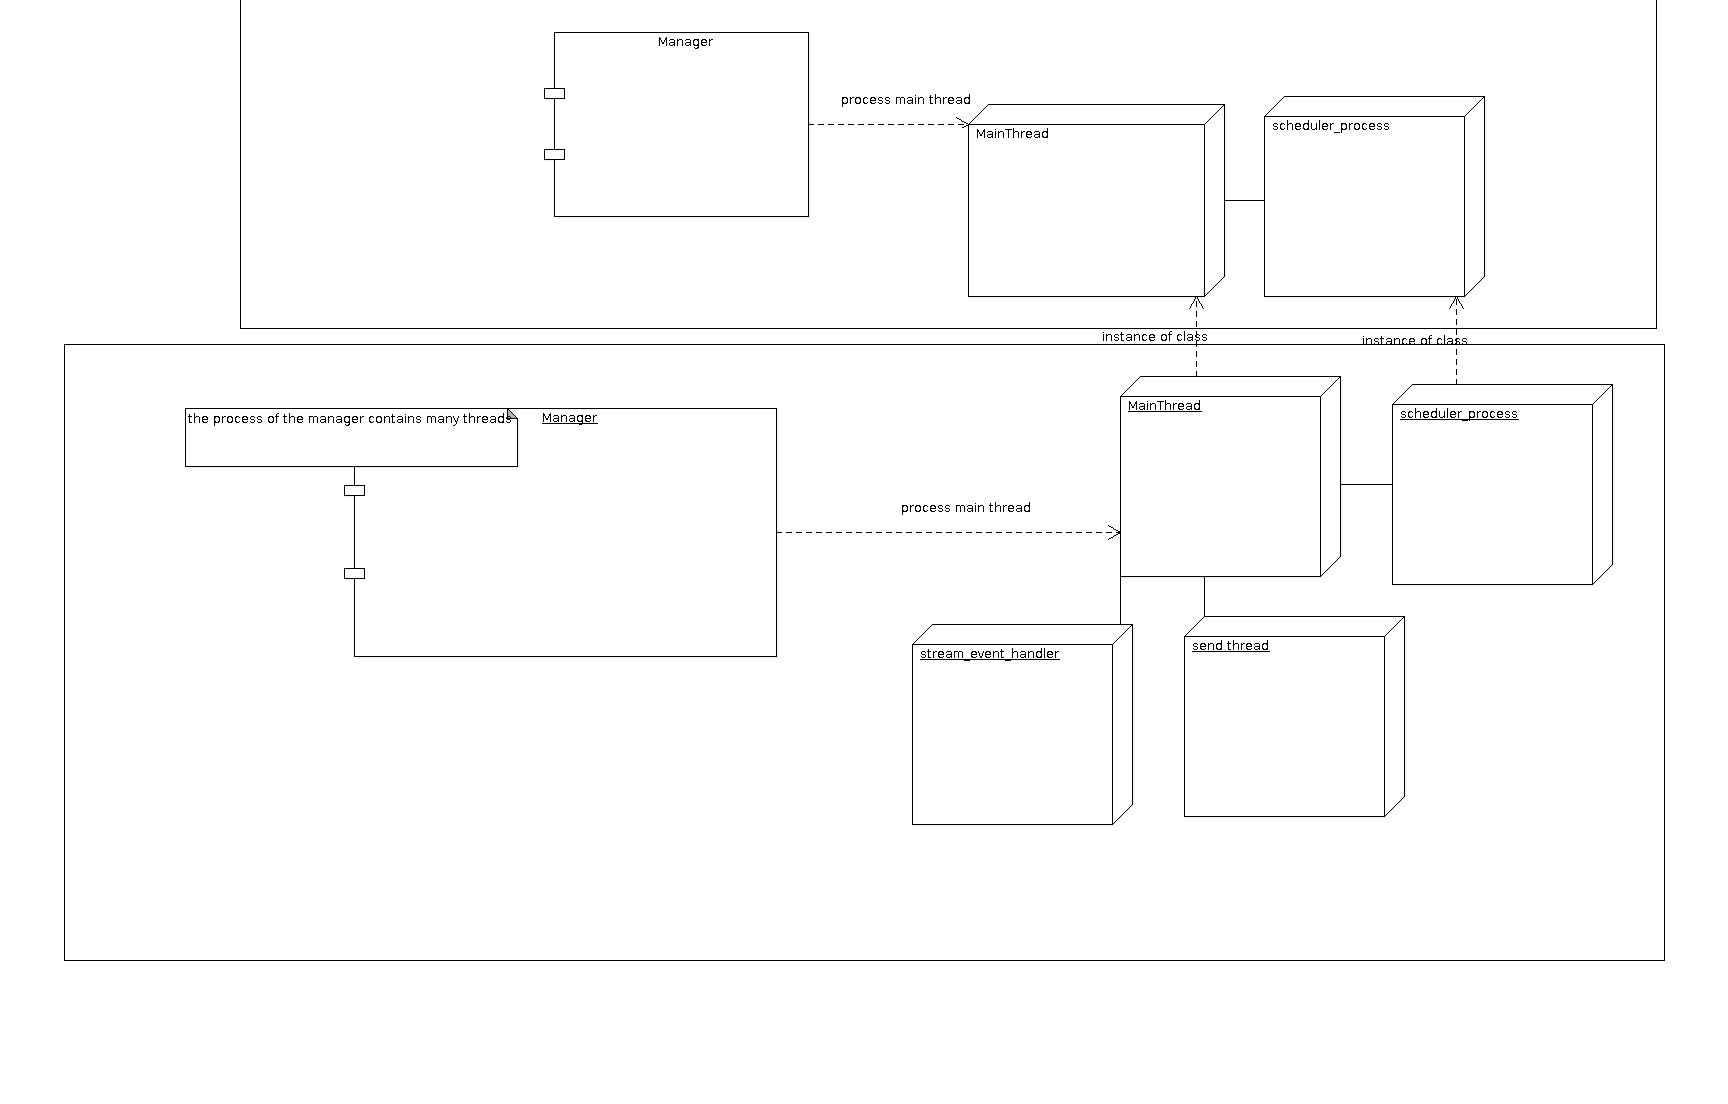 Manager
process main thread
MainThread
scheduler_process
instance of class
instance of class
the process of the manager contains many threads
Manager
MainThread
scheduler_process
process main thread
stream_event_handler
send thread